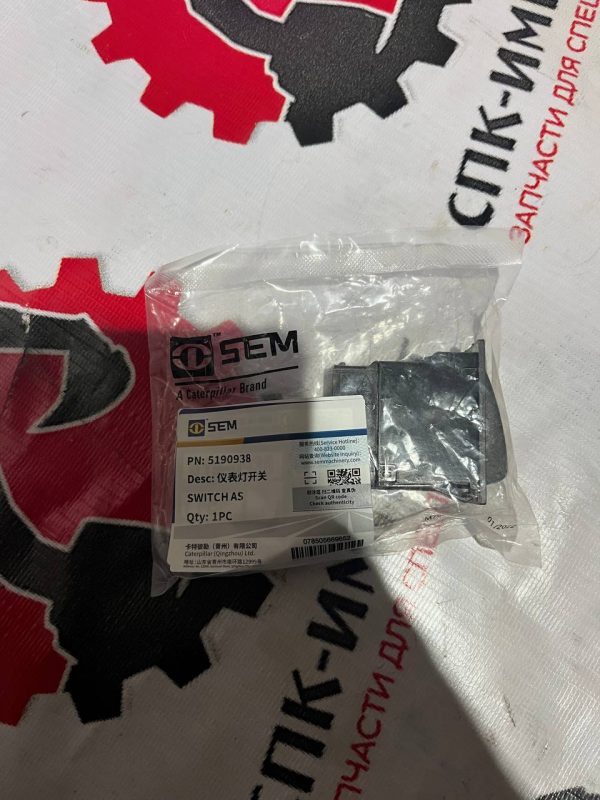 СПК-ИМ
ЗАПЧАСТИ ДЛЯ СПЕЦ
SEM
A Caterpillar Brand
SEM
服务热线(Service Hotline):
400-803-0000
网站查询(Website Inquiry):
www.semmachinery.com
PN: 5190938
Desc: 仪表灯开关
SWITCH AS
Qty: 1PC
Scan QR code
Check authenticity
卡特彼勒（青州）有限公司
Caterpillar (Qingzhou) Ltd.
СПК-ИМ
ЗАПЧАСТИ ДЛЯ СПЕЦ